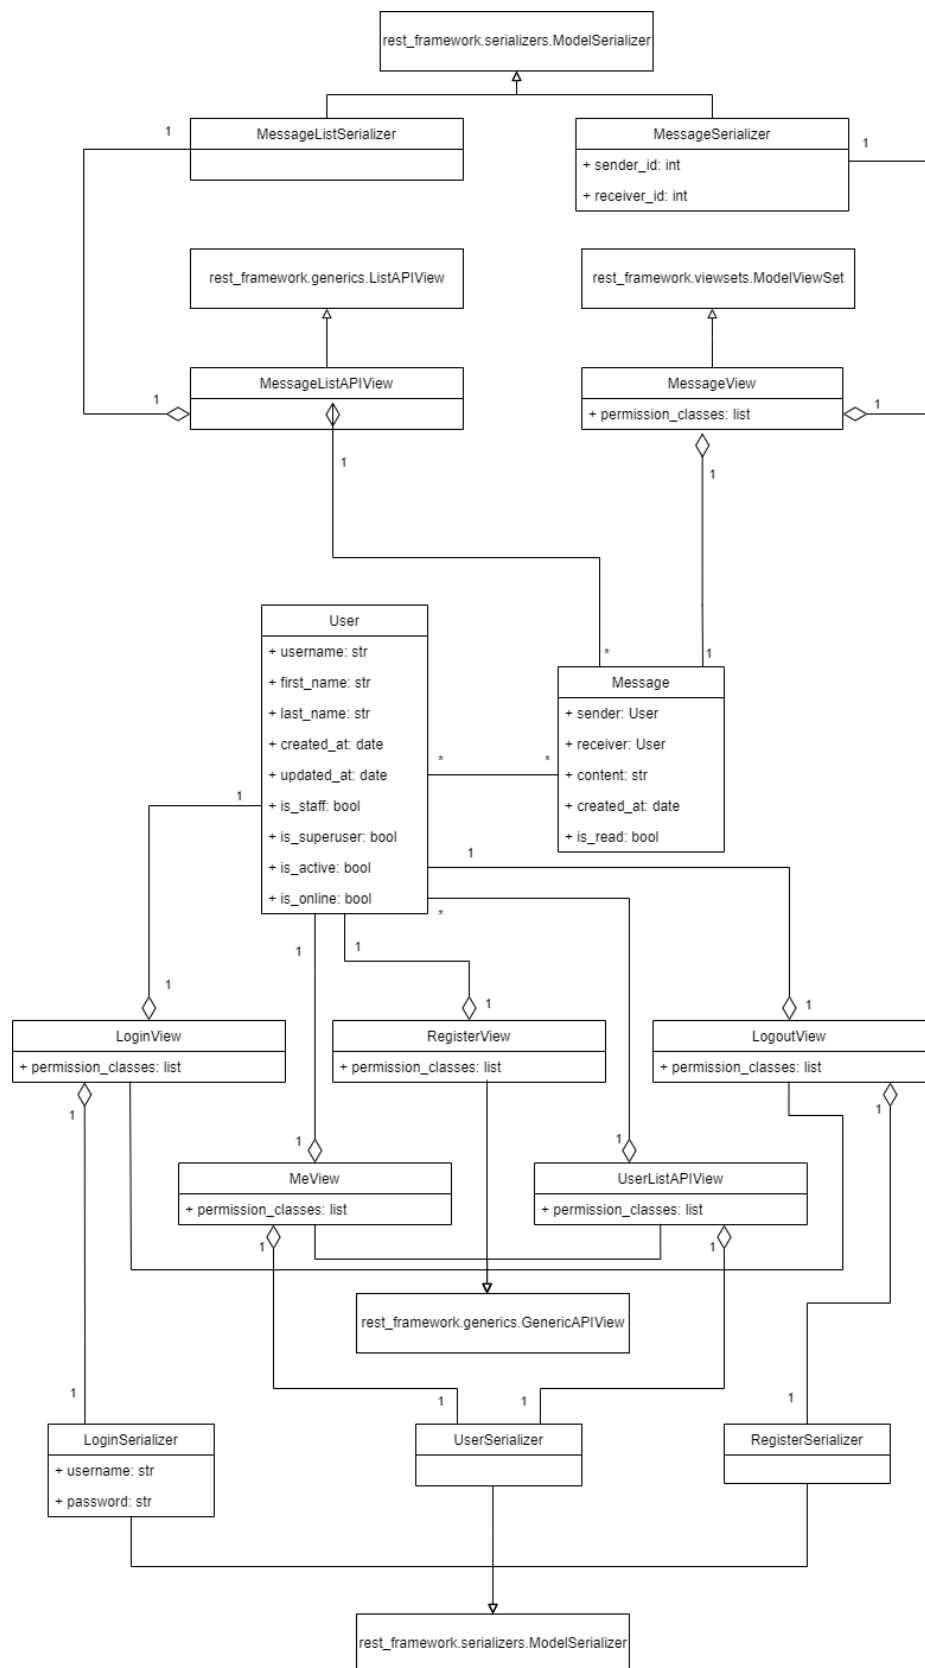 rest_framework.serializers.ModelSerializer
1
MessageListSerializer
MessageSerializer
1
+ sender_id: int
+ receiver_id: int
rest_framework.generics.ListAPIView
rest_framework.viewsets.ModelViewSet
MessageListAPIView
MessageView
1
+ permission_classes: list
1
1
1
User
+ username: str
+ first_name: str
+ last_name: str
+ created_at: date
+ updated_at: date
+ is_staff: bool
+ is_superuser: bool
+ is_active: bool
+ is_online: bool
*
1
Message
+ sender: User
+ receiver: User
+ content: str
+ created_at: date
+ is_read: bool
*
*
1
1
*
1
1
1
1
1
LoginView
+ permission_classes: list
RegisterView
+ permission_classes: list
LogoutView
+ permission_classes: list
1
1
1
1
MeView
+ permission_classes: list
UserListAPIView
+ permission_classes: list
1
1
rest_framework.generics.GenericAPIView
1
1
1
1
LoginSerializer
+ username: str
+ password: str
UserSerializer
RegisterSerializer
rest_framework.serializers.ModelSerializer